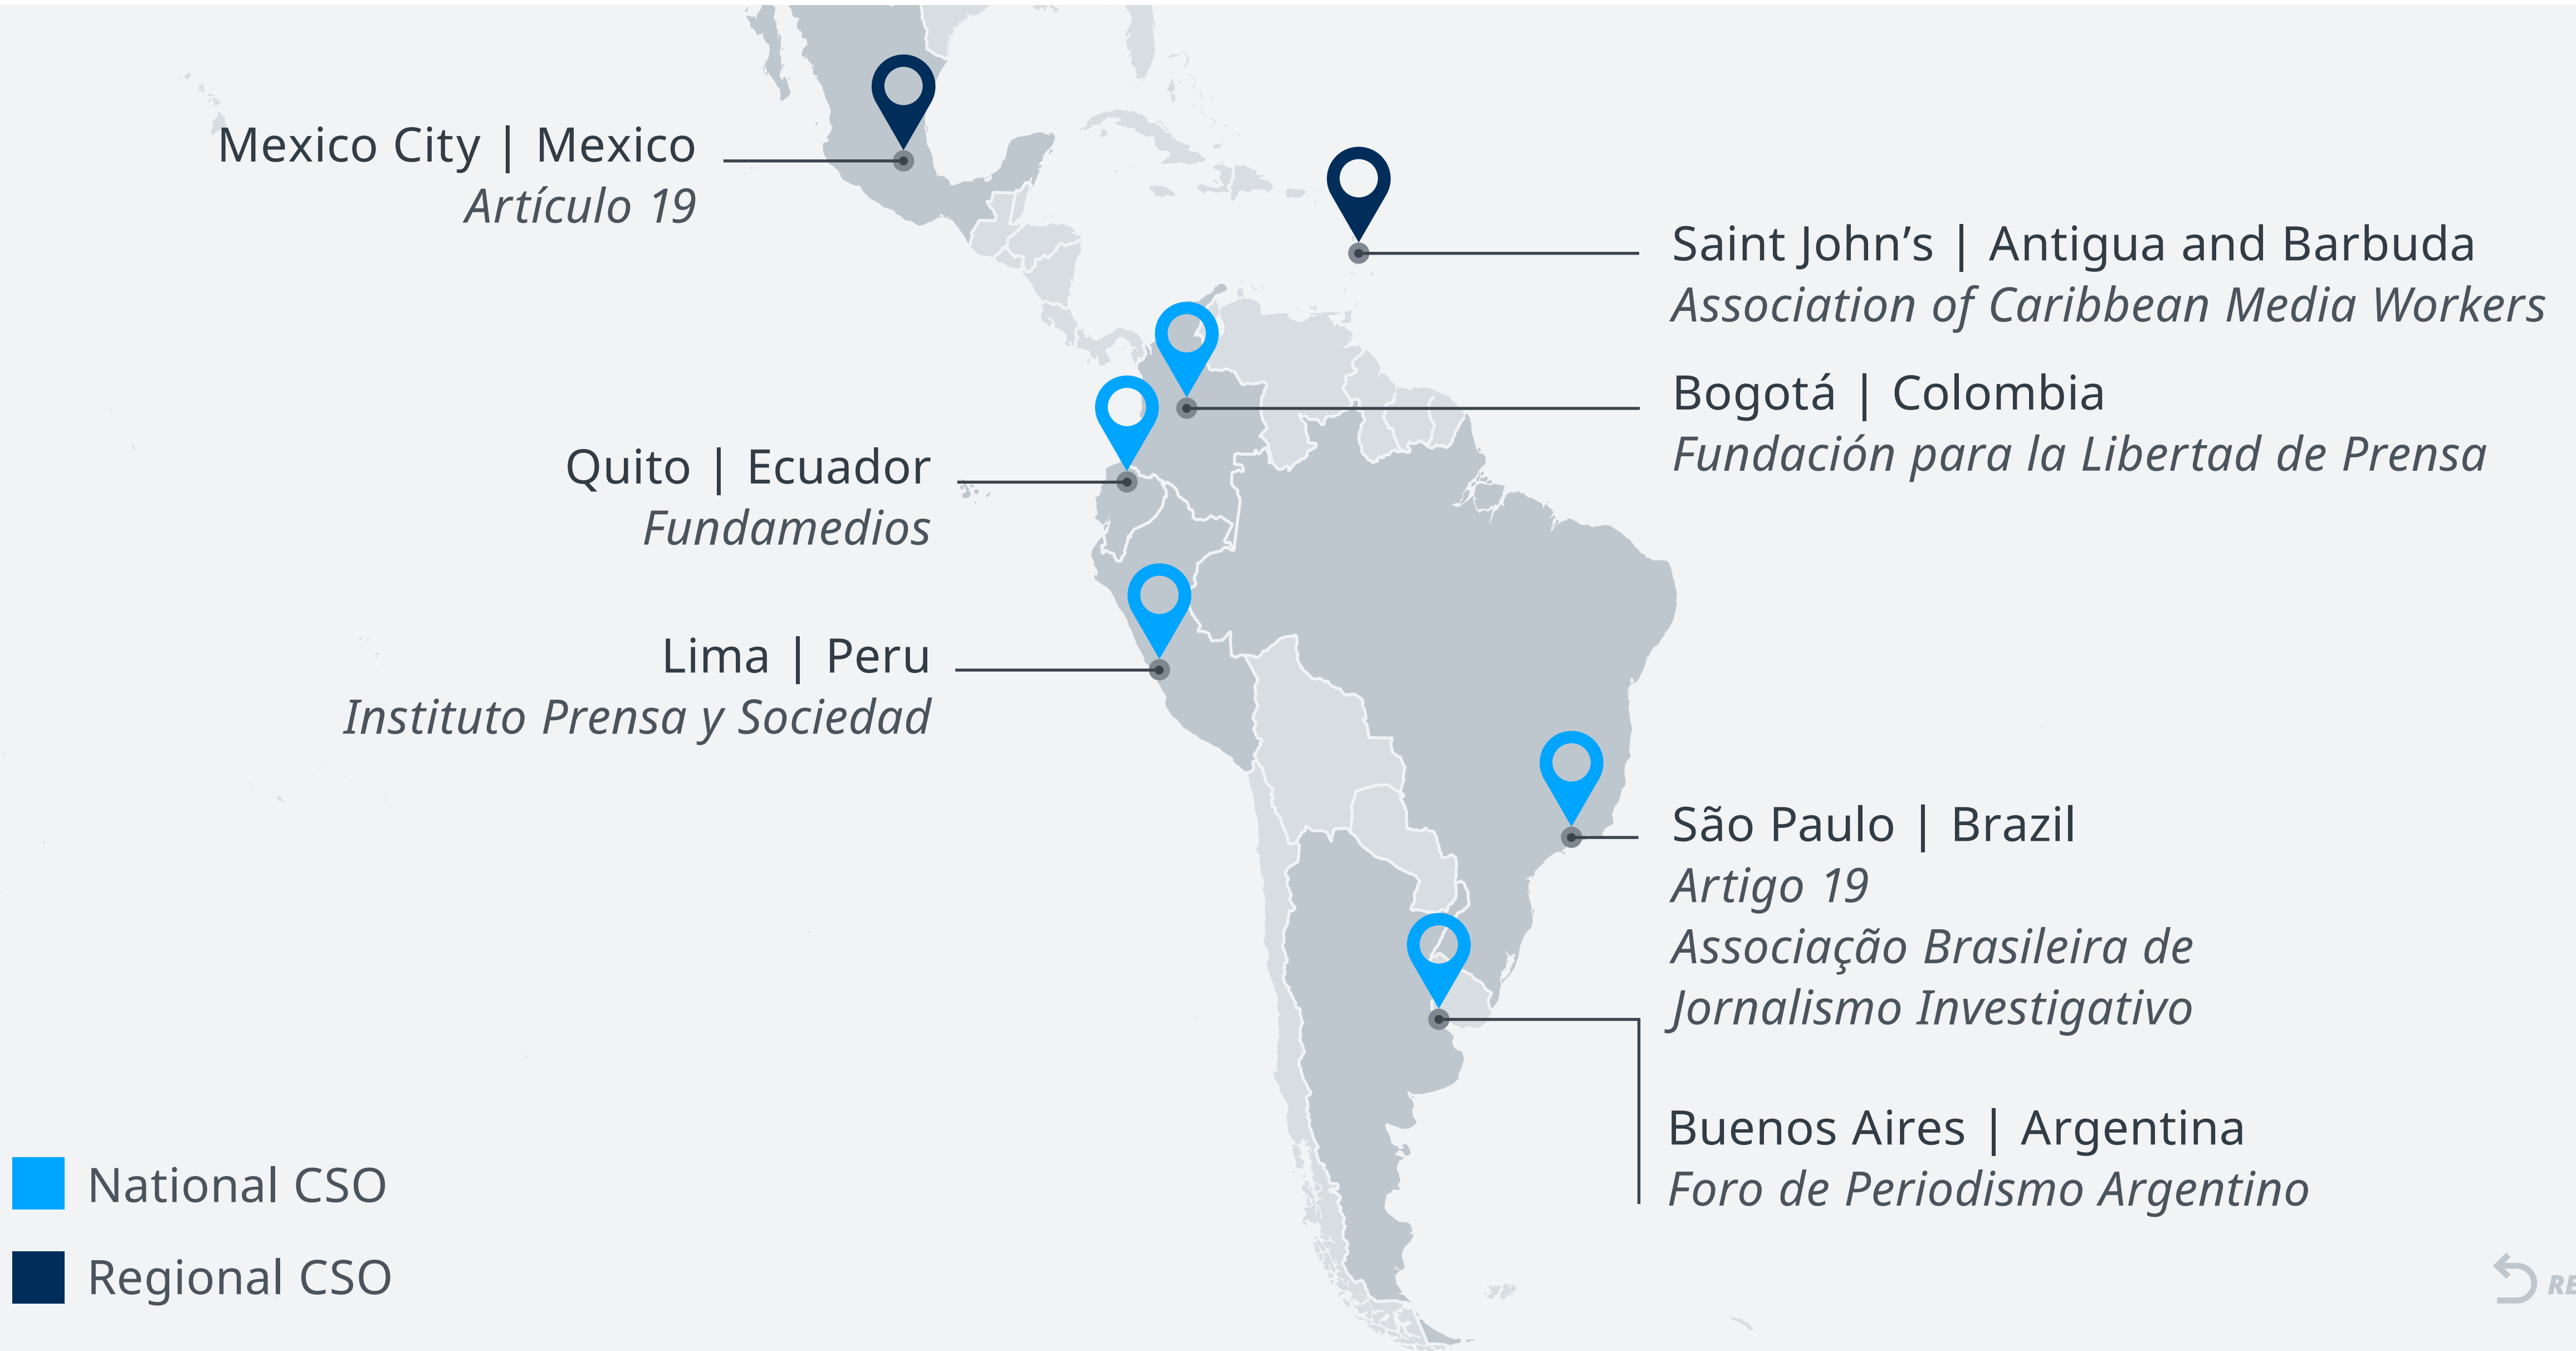 Mexico City | Mexico
Artículo 19
Saint John’s | Antigua and Barbuda
Association of Caribbean Media Workers
Bogotá | Colombia
Fundación para la Libertad de Prensa
Quito | Ecuador
Fundamedios
Lima | Peru
Instituto Prensa y Sociedad
São Paulo | Brazil
Artigo 19
Associação Brasileira de
Jornalismo Investigativo
Buenos Aires | Argentina
Foro de Periodismo Argentino
National CSO
Regional CSO